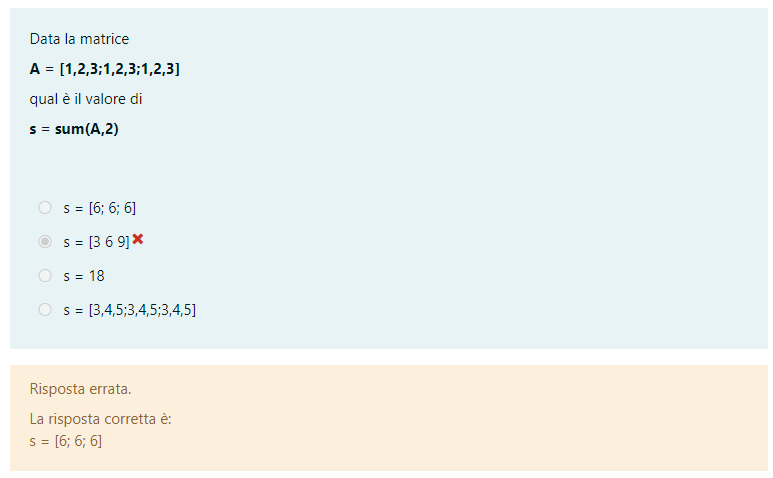 Data la matrice
A = [1,2,3;1,2,3;1,2,3]
qual è il valore di
s = sum(A,2)
s = [6; 6; 6]
s = [3 6 9]
s = 18
s = [3,4,5;3,4,5;3,4,5]
Risposta errata.
La risposta corretta è:
s = [6; 6; 6]